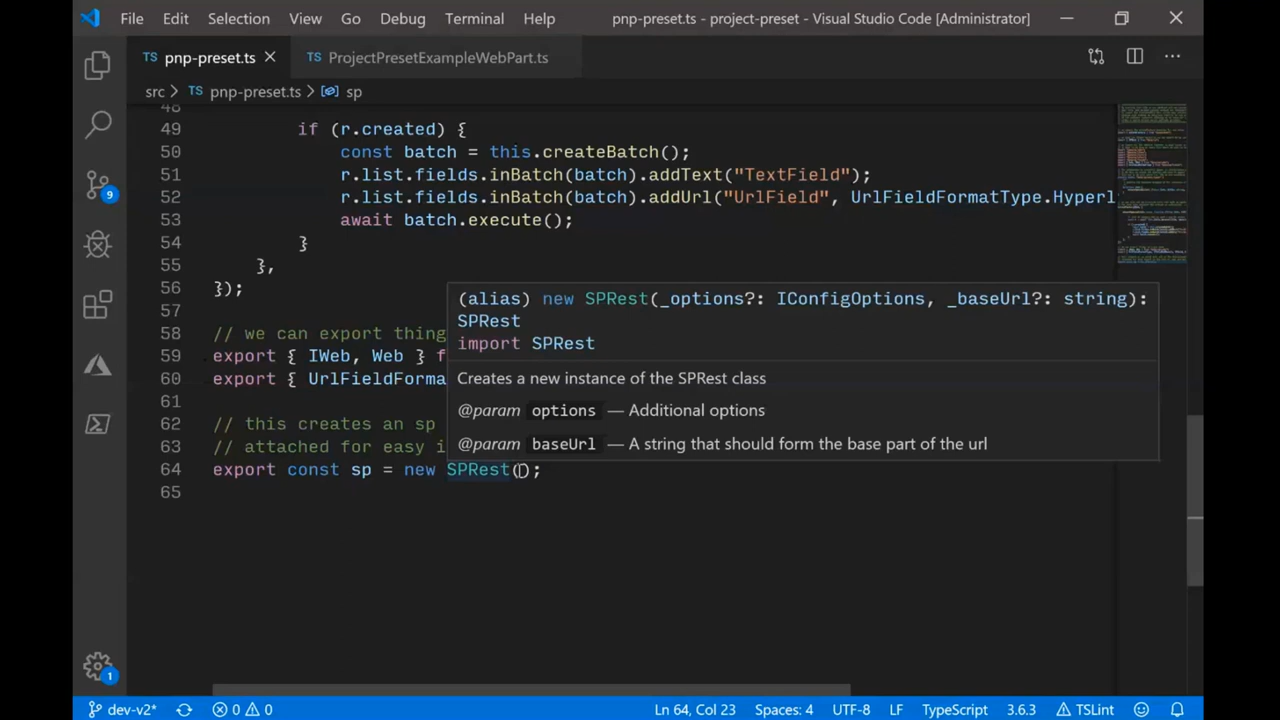 File Edit Selection View Go Debug Terminal Help pnp-preset.ts - project-preset - Visual Studio Code [Administrator]
TS pnp-preset.ts TS ProjectPresetExampleWebPart.ts
src > TS pnp-preset.ts > sp
48
49 if (r.created) {
50 const batch = this.createBatch();
51 r.list.fields.inBatch(batch).addText("TextField");
52 r.list.fields.inBatch(batch).addUrl("UrlField", UrlFieldFormatType.Hyperl
53 await batch.execute();
54 }
55 },
56 });
57
58 // we can export thing
59 export { IWeb, Web } f
60 export { UrlFieldForma
61
62 // this creates an sp
63 // attached for easy i
64 export const sp = new SPRest();
65
(alias) new SPRest(_options?: IConfigOptions, _baseUrl?: string):
SPRest
import SPRest
Creates a new instance of the SPRest class
@param options — Additional options
@param baseUrl — A string that should form the base part of the url
9
1
dev-v2* 0 0 Ln 64, Col 23 Spaces: 4 UTF-8 LF TypeScript 3.6.3 TSLint